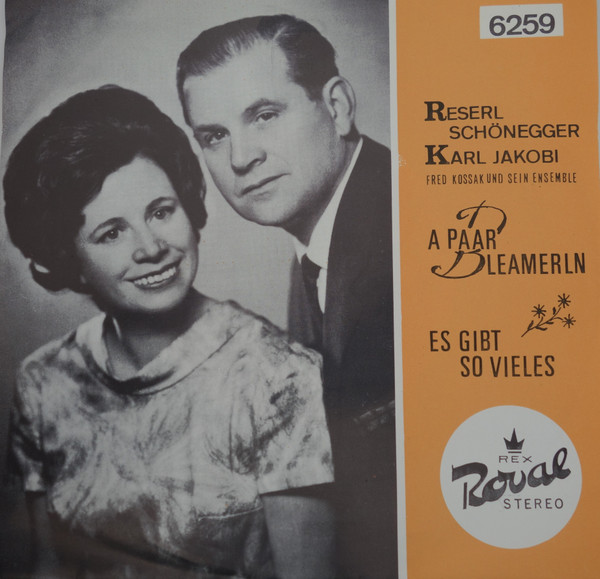 6259
RESERL
SCHÖNEGGER
KARL JAKOBI
FRED KOSSAK UND SEIN ENSEMBLE
A PAAR
BLEAMERLN
ES GIBT
SO VIELES
REX
Royal
STEREO